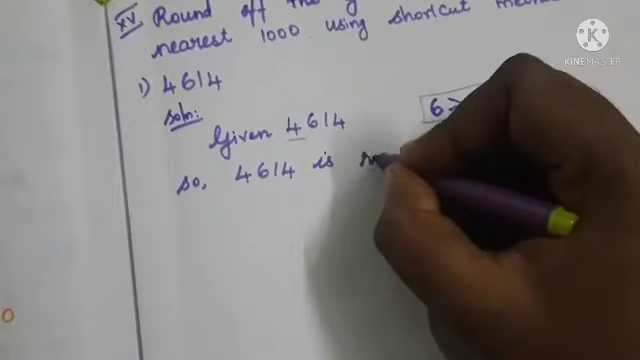 XV Round off the
nearest 1000 using shortcut
1) 4614
Soln:
Given 4614
6 >
so, 4614 is
K
KINEMASTER